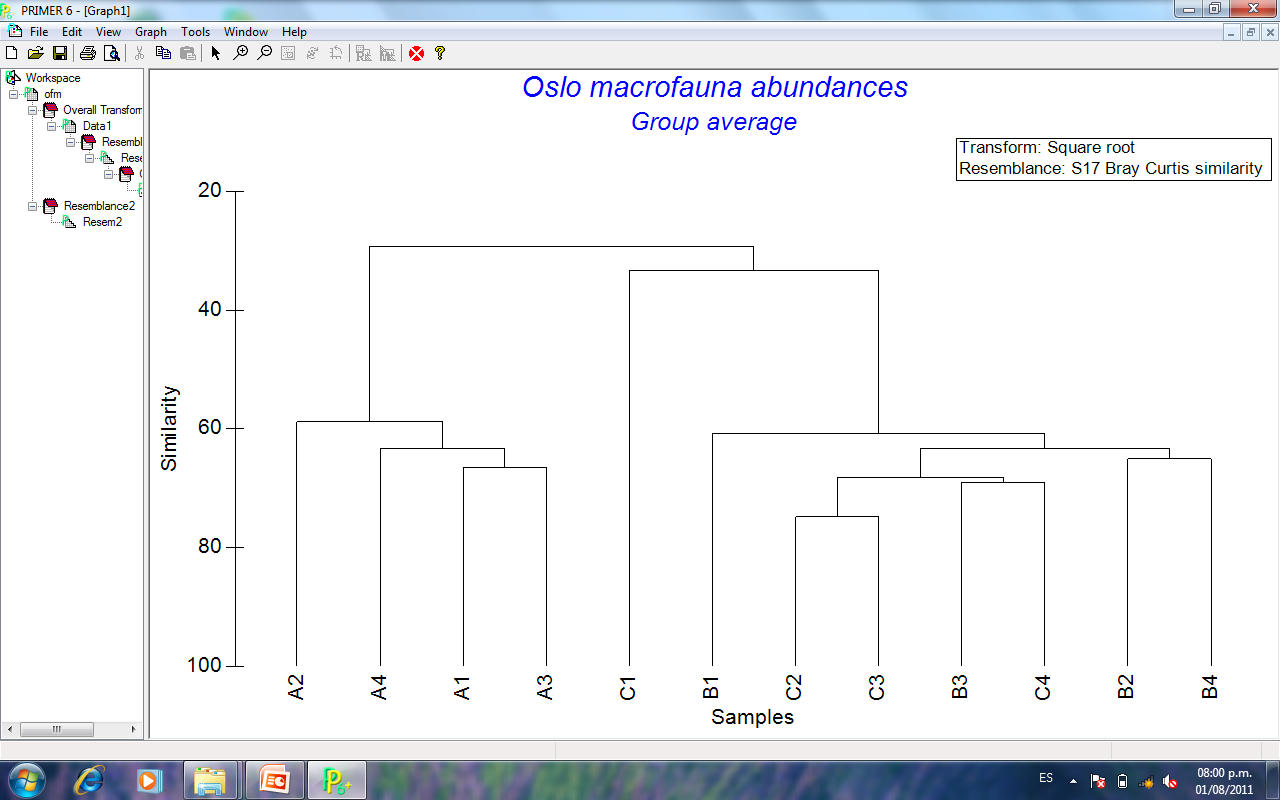 PRIMER 6 - [Graph1]
File Edit View Graph Tools Window Help
Workspace
ofm
Overall Transform
Data1
Resembl
Rese
Resemblance2
Resem2
Oslo macrofauna abundances
Group average
Transform: Square root
Resemblance: S17 Bray Curtis similarity
20
40
60
80
100
Similarity
A2 A4 A1 A3 C1 B1 C2 C3 B3 C4 B2 B4
Samples
ES
08:00 p.m.
01/08/2011